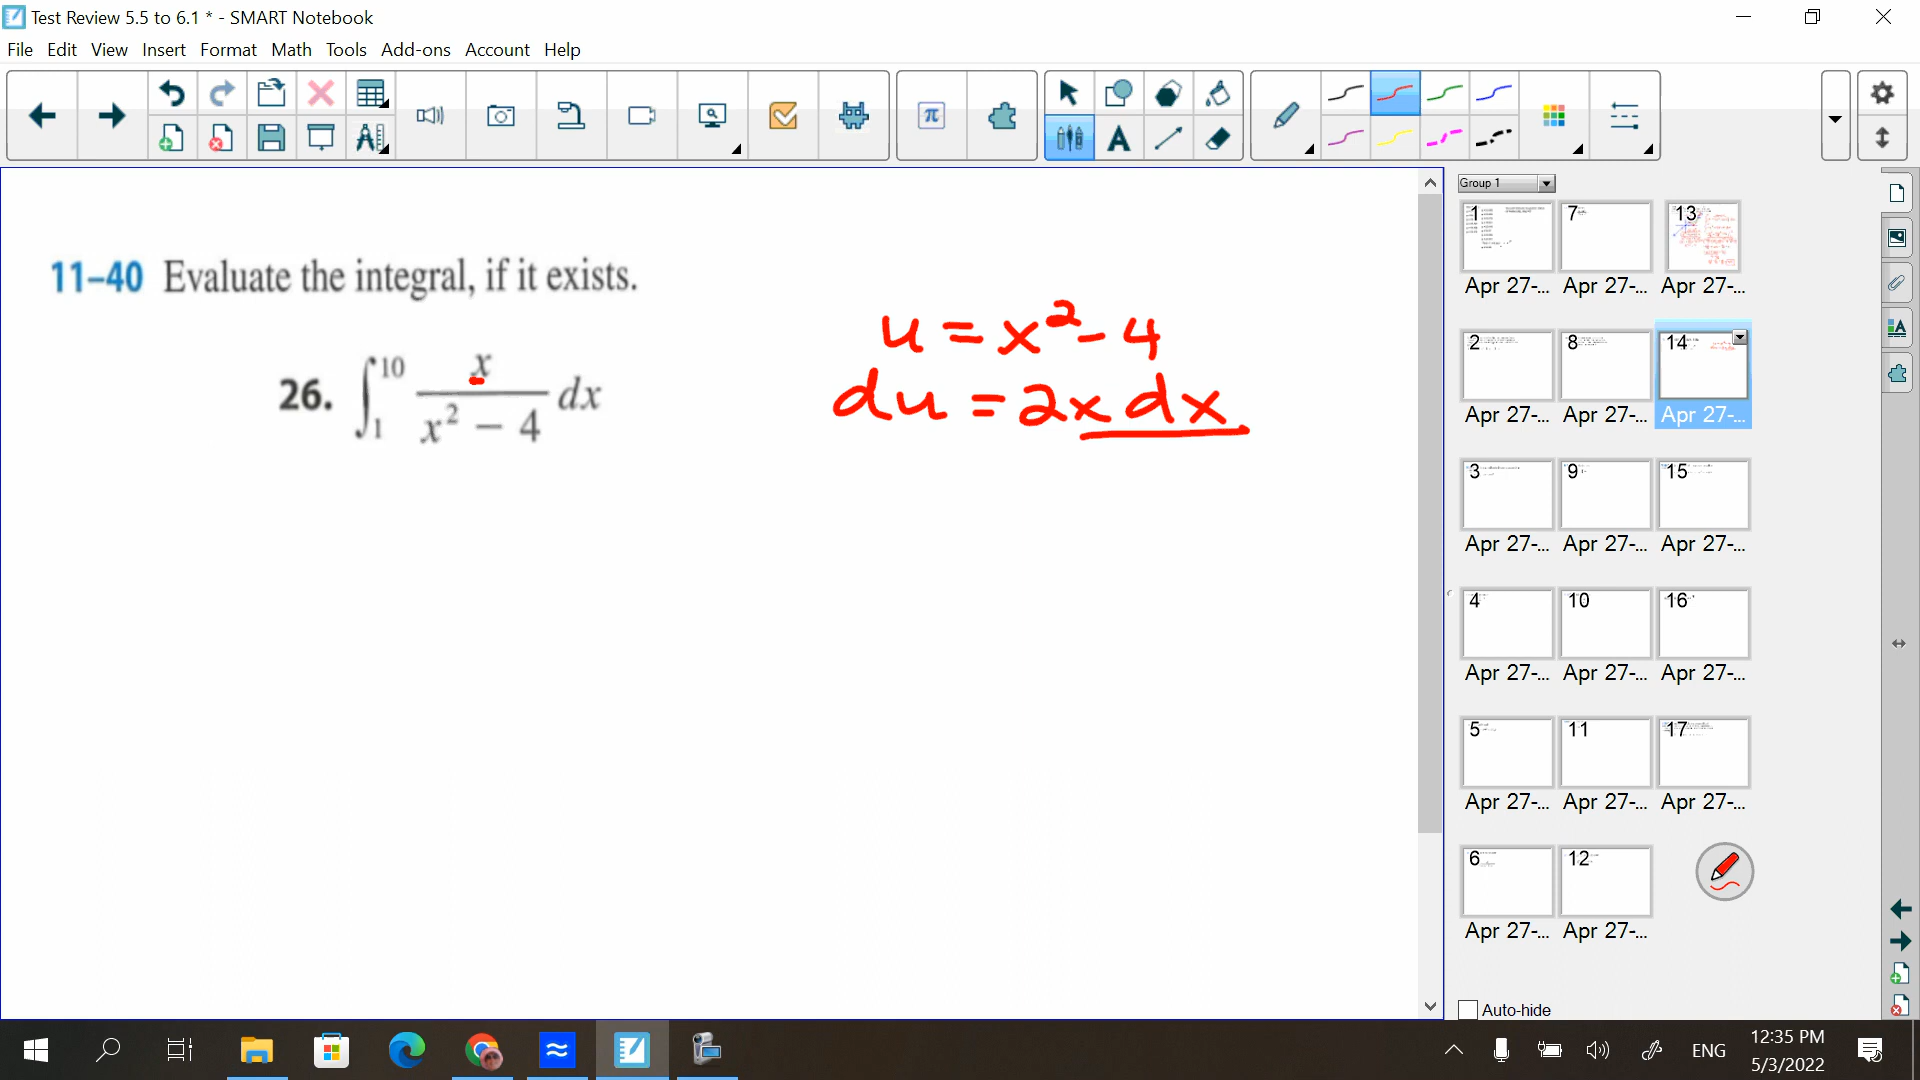 Test Review 5.5 to 6.1 * - SMART Notebook
File Edit View Insert Format Math Tools Add-ons Account Help
Group 1
11–40 Evaluate the integral, if it exists.
26. ∫₁¹⁰ x / (x² − 4) dx
u = x² - 4
du = 2x dx
1 7 13
Apr 27-... Apr 27-... Apr 27-...
2 8 14
Apr 27-... Apr 27-... Apr 27-...
3 9 15
Apr 27-... Apr 27-... Apr 27-...
4 10 16
Apr 27-... Apr 27-... Apr 27-...
5 11 17
Apr 27-... Apr 27-... Apr 27-...
6 12
Apr 27-... Apr 27-...
Auto-hide
ENG
12:35 PM
5/3/2022